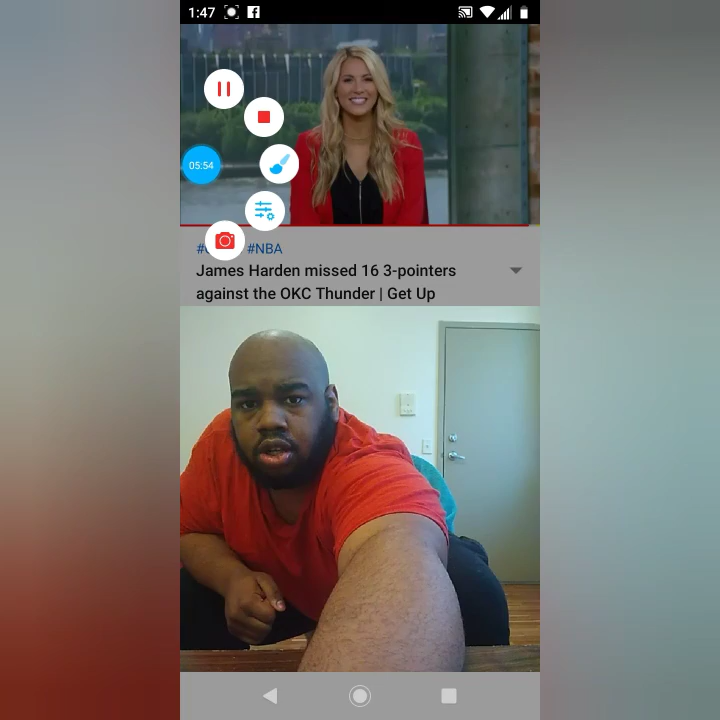 1:47
05:54
#NBA
James Harden missed 16 3-pointers
against the OKC Thunder | Get Up